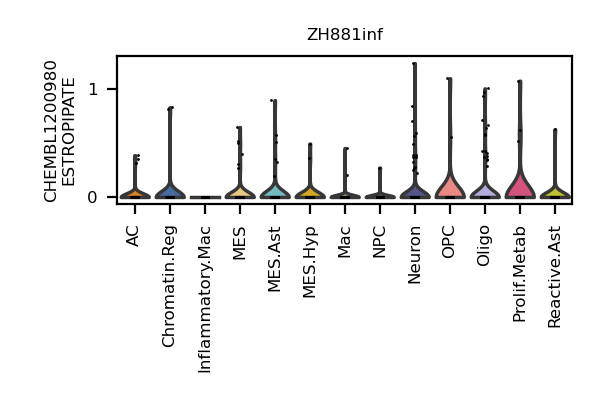 ZH881inf
CHEMBL1200980
ESTROPIPATE
1
0
AC
Chromatin.Reg
Inflammatory.Mac
MES
MES.Ast
MES.Hyp
Mac
NPC
Neuron
OPC
Oligo
Prolif.Metab
Reactive.Ast